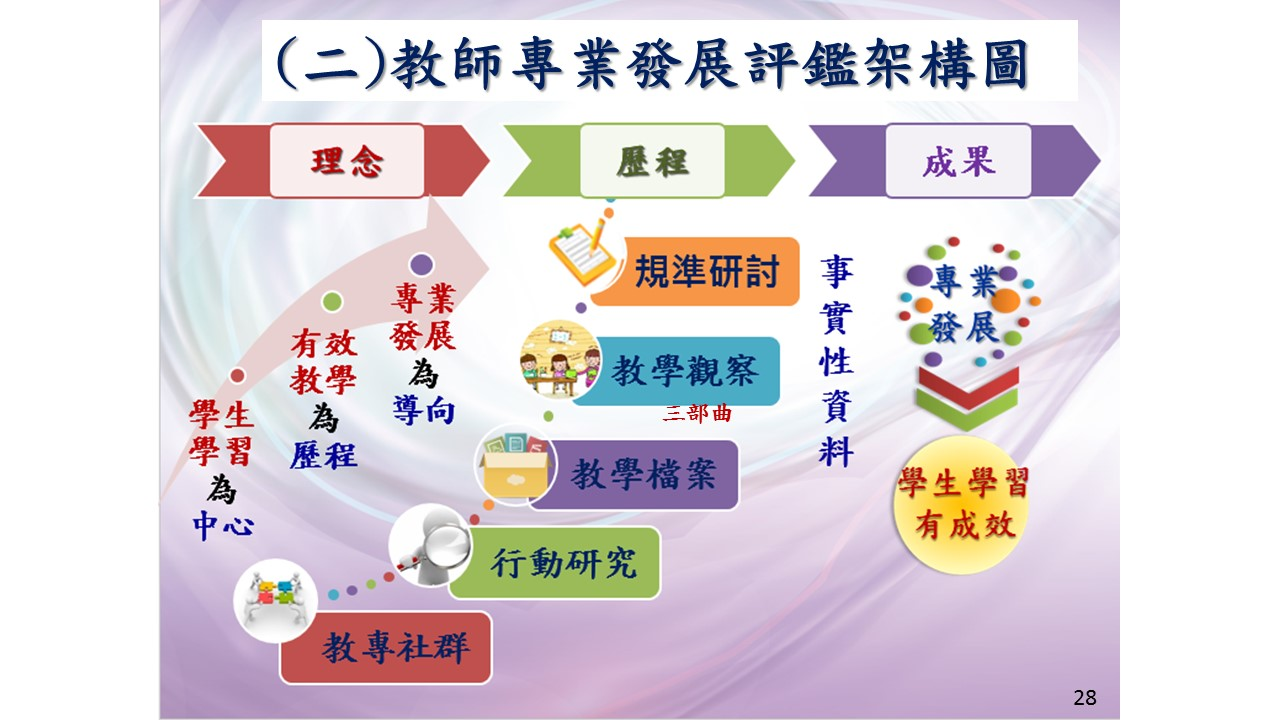 (二)教師專業發展評鑑架構圖
理念
歷程
成果
學生
學習
為
中心
有效
教學
為
歷程
專業
發展
為
導向
規準研討
教學觀察
三部曲
教學檔案
行動研究
教專社群
事
實
性
資
料
專業
發展
學生學習
有成效
28